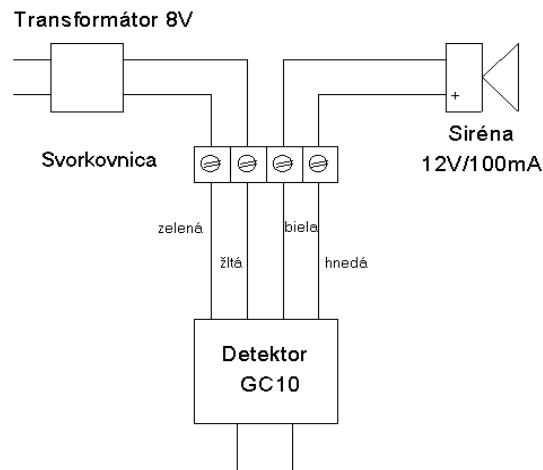 Transformátor 8V
+
Siréna
12V/100mA
Svorkovnica
zelená
biela
žltá
hnedá
Detektor
GC10